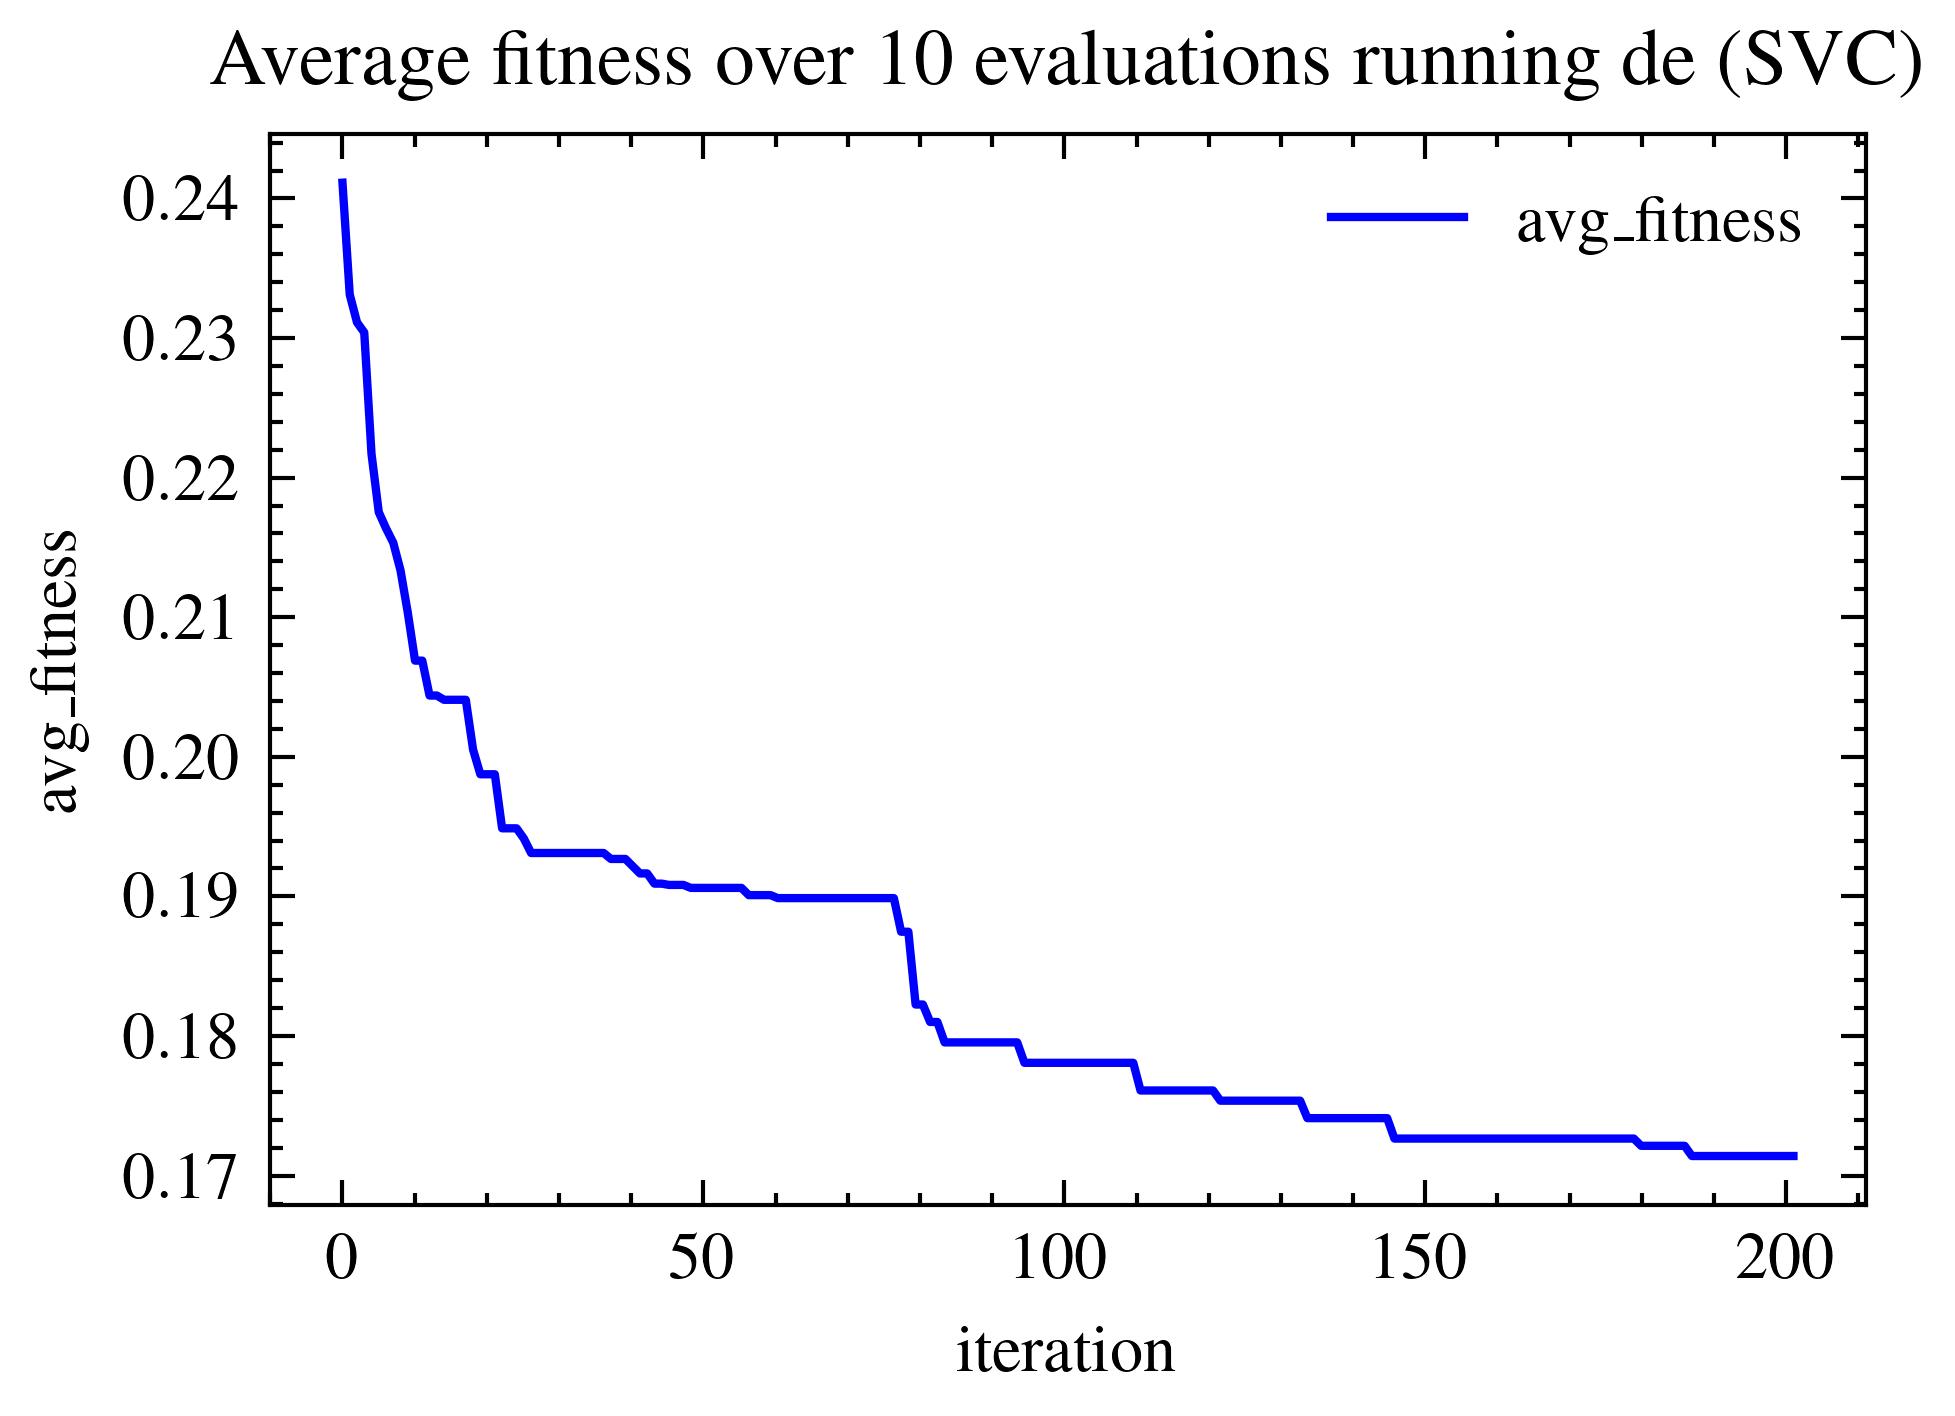 Average fitness over 10 evaluations running de (SVC)
avg_fitness
0.24
0.23
0.22
0.21
0.20
0.19
0.18
0.17
avg_fitness
0 50 100 150 200
iteration